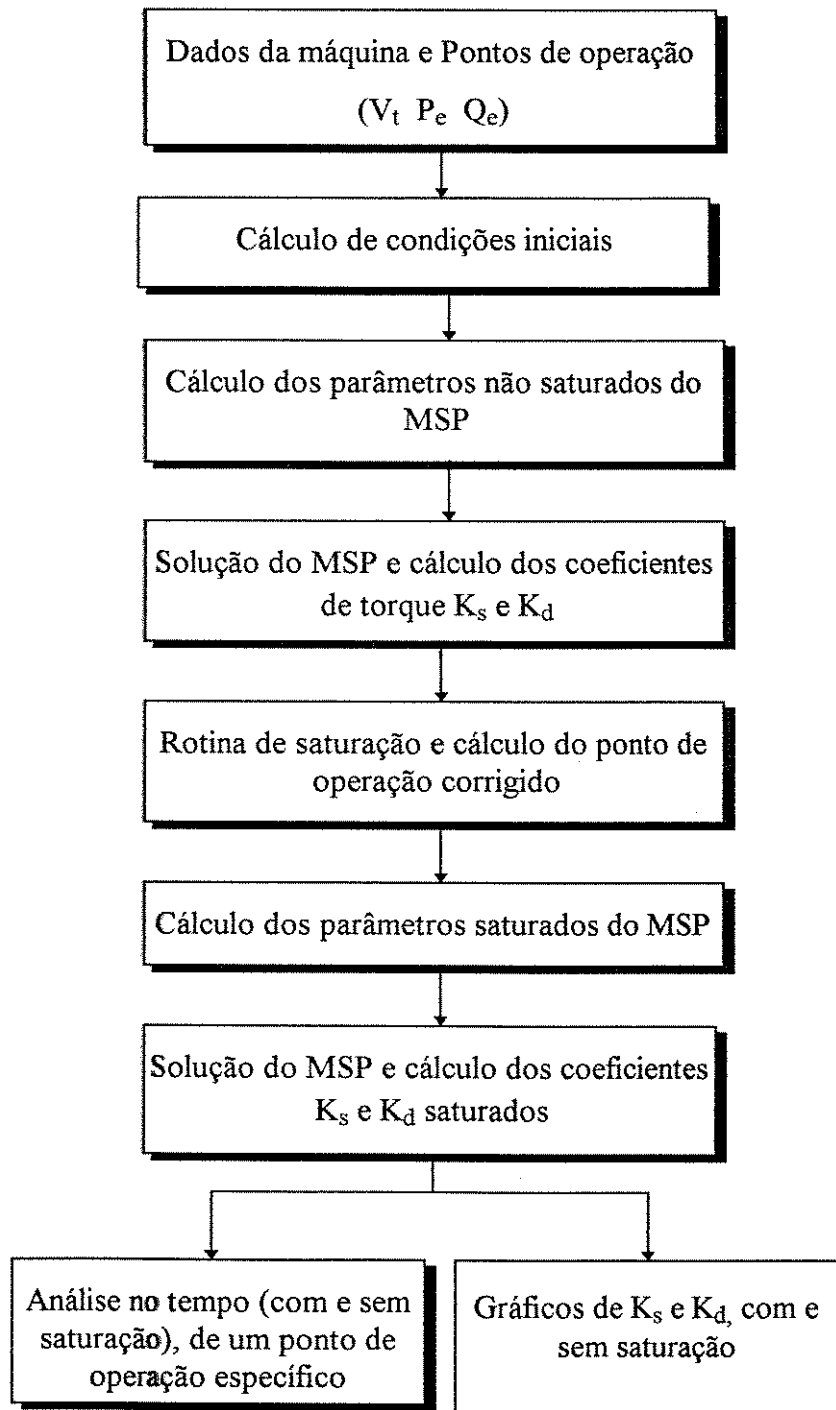 Dados da máquina e Pontos de operação
(Vt Pe Qe)
Cálculo de condições iniciais
Cálculo dos parâmetros não saturados do
MSP
Solução do MSP e cálculo dos coeficientes
de torque Ks e Kd
Rotina de saturação e cálculo do ponto de
operação corrigido
Cálculo dos parâmetros saturados do MSP
Solução do MSP e cálculo dos coeficientes
Ks e Kd saturados
Análise no tempo (com e sem
saturação), de um ponto de
operação específico
Gráficos de Ks e Kd, com e
sem saturação